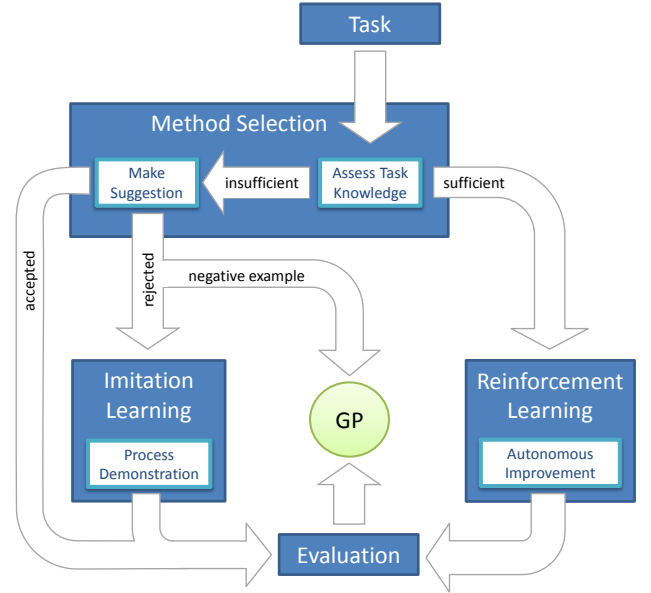 Task
Method Selection
Make
Suggestion
insufficient
Assess Task
Knowledge
sufficient
accepted
rejected
negative example
Imitation
Learning
Process
Demonstration
GP
Reinforcement
Learning
Autonomous
Improvement
Evaluation